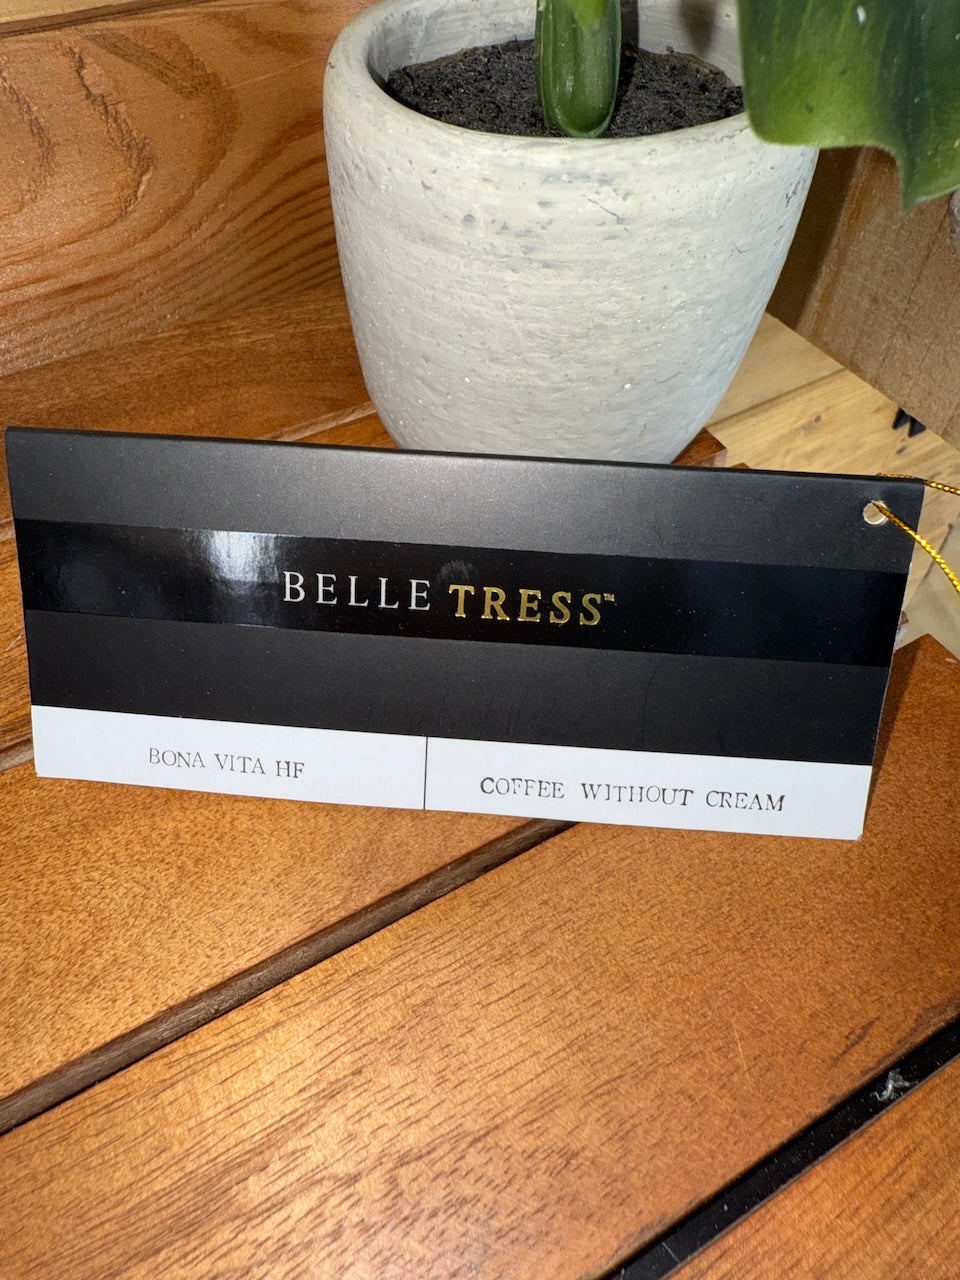 BELLE TRESS™
BONA VITA HF
COFFEE WITHOUT CREAM